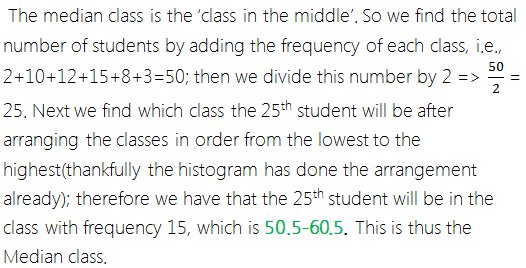 The median class is the 'class in the middle'. So we find the total
number of students by adding the frequency of each class, i.e.,
2+10+12+15+8+3=50; then we divide this number by 2 => 50/2 =
25. Next we find which class the 25th student will be after
arranging the classes in order from the lowest to the
highest(thankfully the histogram has done the arrangement
already); therefore we have that the 25th student will be in the
class with frequency 15, which is 50.5-60.5. This is thus the
Median class.